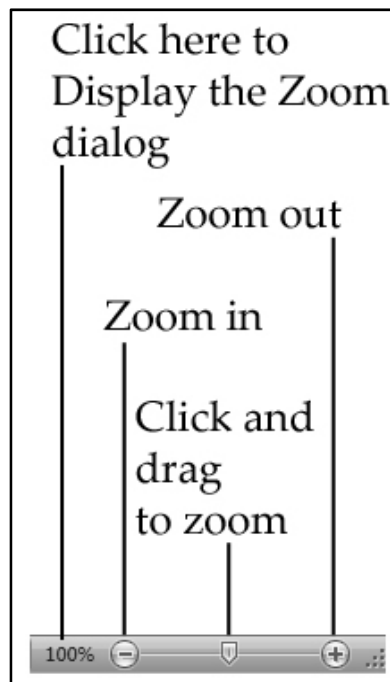 Click here to
Display the Zoom
dialog
Zoom out
Zoom in
Click and
drag
to zoom
100%